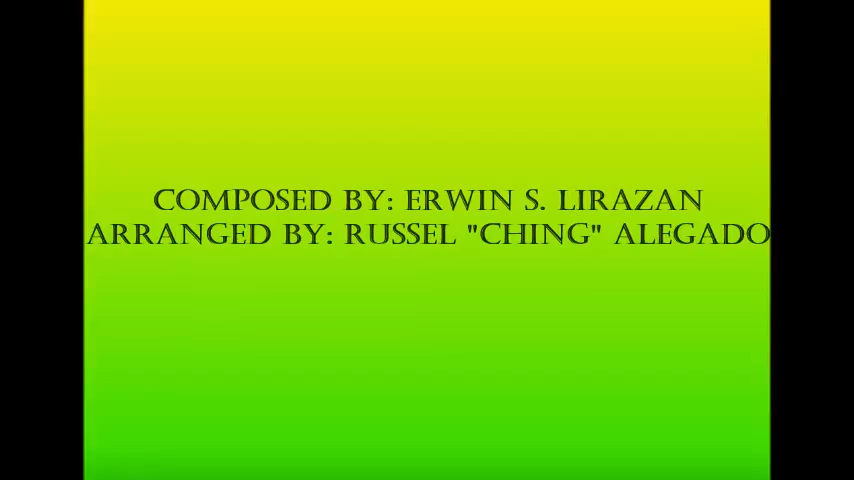 COMPOSED BY: ERWIN S. LIRAZAN
ARRANGED BY: RUSSEL "CHING" ALEGADO